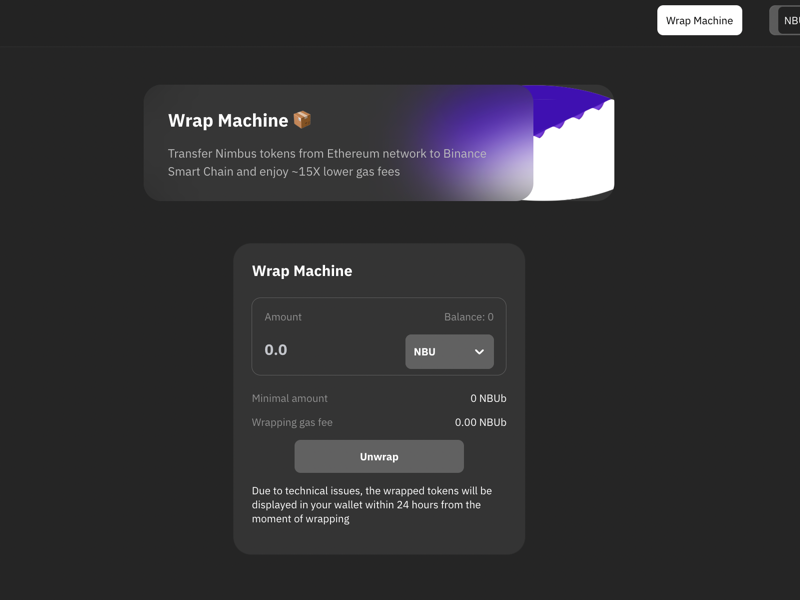 Wrap Machine
NBU
Wrap Machine 📦
Transfer Nimbus tokens from Ethereum network to Binance
Smart Chain and enjoy ~15X lower gas fees
Wrap Machine
Amount
Balance: 0
0.0
NBU
Minimal amount
0 NBUb
Wrapping gas fee
0.00 NBUb
Unwrap
Due to technical issues, the wrapped tokens will be
displayed in your wallet within 24 hours from the
moment of wrapping